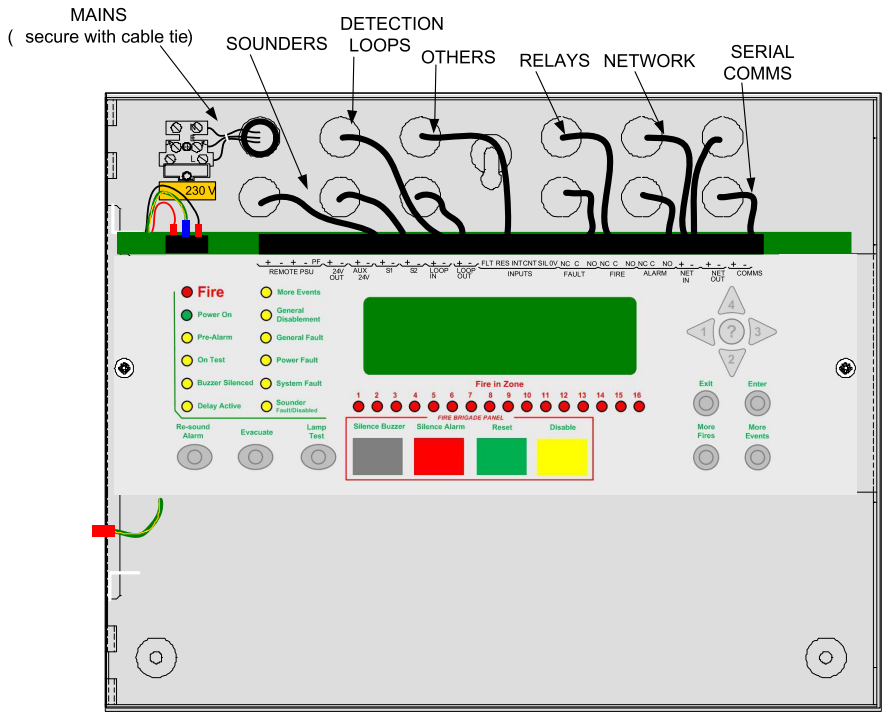 MAINS
( secure with cable tie)
SOUNDERS
DETECTION
LOOPS
OTHERS
RELAYS
NETWORK
SERIAL
COMMS
L
230 V
+ - + - PF + - + - + - + - + - + - FLT RES INT CNT SIL 0V NC C NO NC C NO NC C NO + - + - + -
REMOTE PSU
24V
OUT
AUX
24V
S1
S2
LOOP
IN
LOOP
OUT
INPUTS
FAULT
FIRE
ALARM
NET
IN
NET
OUT
COMMS
Fire
More Events
Power On
General
Disablement
Pre-Alarm
General Fault
On Test
Power Fault
Buzzer Silenced
System Fault
Delay Active
Sounder
Fault/Disabled
Re-sound
Alarm
Evacuate
Lamp
Test
Fire in Zone
1 2 3 4 5 6 7 8 9 10 11 12 13 14 15 16
FIRE BRIGADE PANEL
Silence Buzzer
Silence Alarm
Reset
Disable
4
1
?
3
2
Exit
Enter
More
Fires
More
Events